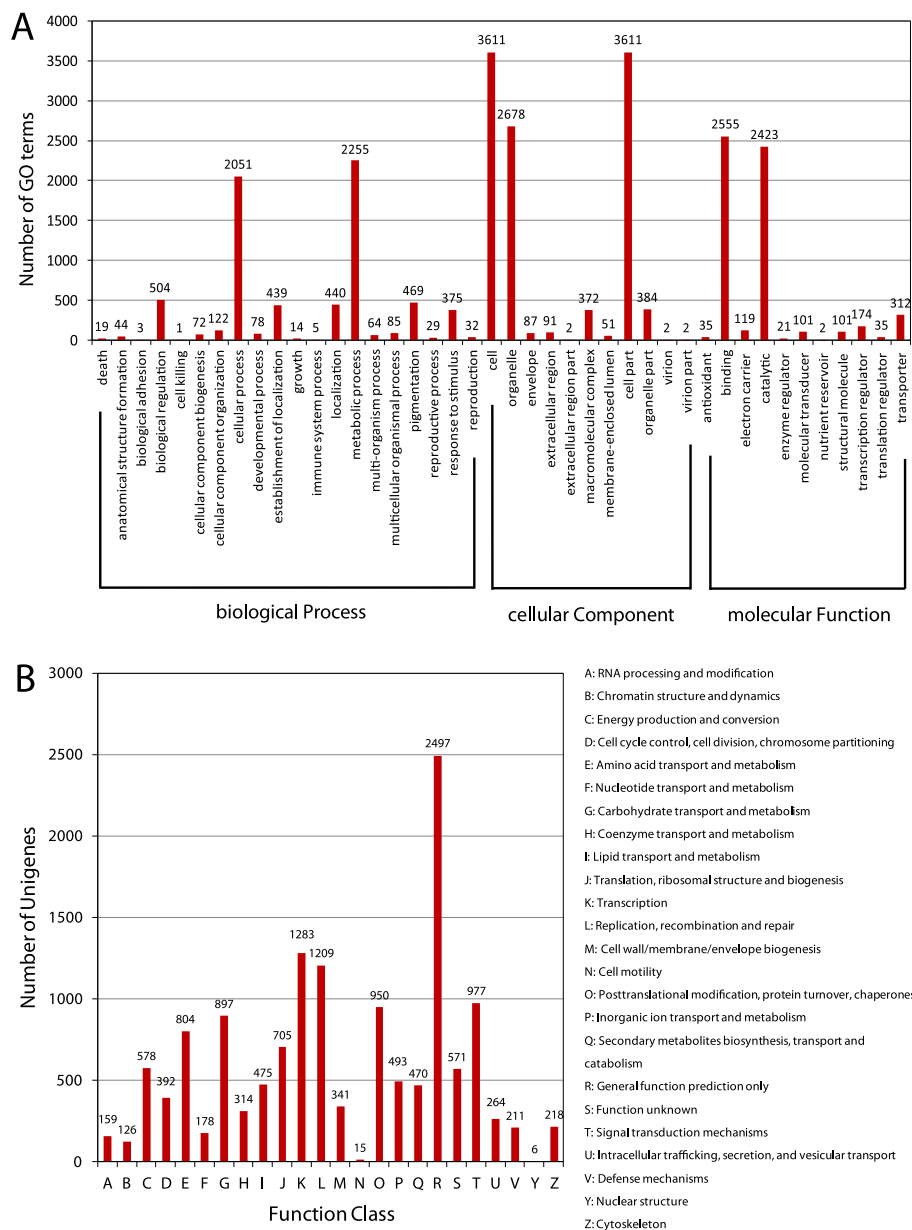 A
Number of GO terms
4000
3500
3000
2500
2000
1500
1000
500
0
19
44
3
504
1
72
122
2051
78
439
14
5
440
2255
64
85
469
29
375
32
3611
2678
87
91
2
372
51
3611
384
2
2
35
2555
119
2423
21
101
2
101
174
35
312
death
anatomical structure formation
biological adhesion
biological regulation
cell killing
cellular component biogenesis
cellular component organization
cellular process
developmental process
establishment of localization
growth
immune system process
localization
metabolic process
multi-organism process
multicellular organismal process
pigmentation
reproductive process
response to stimulus
reproduction
cell
organelle
envelope
extracellular region
extracellular region part
macromolecular complex
membrane-enclosed lumen
cell part
organelle part
virion
virion part
antioxidant
binding
electron carrier
catalytic
enzyme regulator
molecular transducer
nutrient reservoir
structural molecule
transcription regulator
translation regulator
transporter
biological Process
cellular Component
molecular Function
B
Number of Unigenes
3000
2500
2000
1500
1000
500
0
159
126
578
392
804
178
897
314
475
705
1283
1209
341
15
950
493
470
2497
571
977
264
211
6
218
A B C D E F G H I J K L M N O P Q R S T U V Y Z
Function Class
A: RNA processing and modification
B: Chromatin structure and dynamics
C: Energy production and conversion
D: Cell cycle control, cell division, chromosome partitioning
E: Amino acid transport and metabolism
F: Nucleotide transport and metabolism
G: Carbohydrate transport and metabolism
H: Coenzyme transport and metabolism
I: Lipid transport and metabolism
J: Translation, ribosomal structure and biogenesis
K: Transcription
L: Replication, recombination and repair
M: Cell wall/membrane/envelope biogenesis
N: Cell motility
O: Posttranslational modification, protein turnover, chaperones
P: Inorganic ion transport and metabolism
Q: Secondary metabolites biosynthesis, transport and
catabolism
R: General function prediction only
S: Function unknown
T: Signal transduction mechanisms
U: Intracellular trafficking, secretion, and vesicular transport
V: Defense mechanisms
Y: Nuclear structure
Z: Cytoskeleton